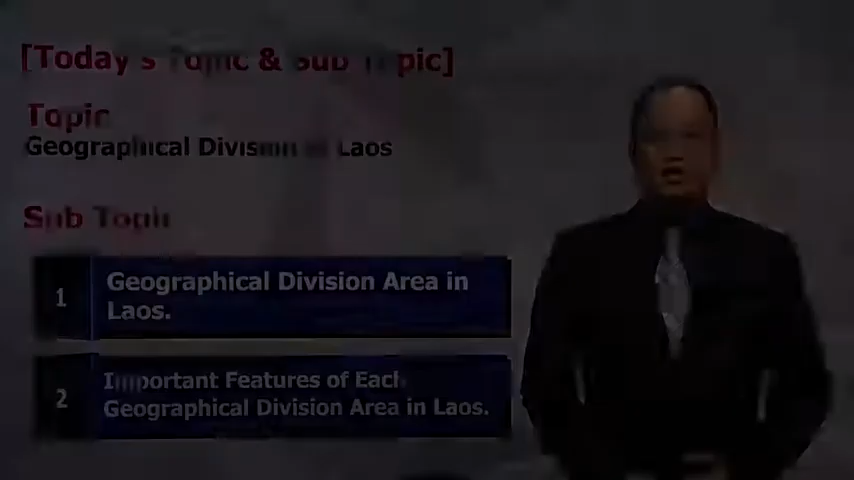 [Today's Topic & Sub Topic]
Topic
Geographical Division of Laos
Sub Topic
1
Geographical Division Area in
Laos.
2
Important Features of Each
Geographical Division Area in Laos.